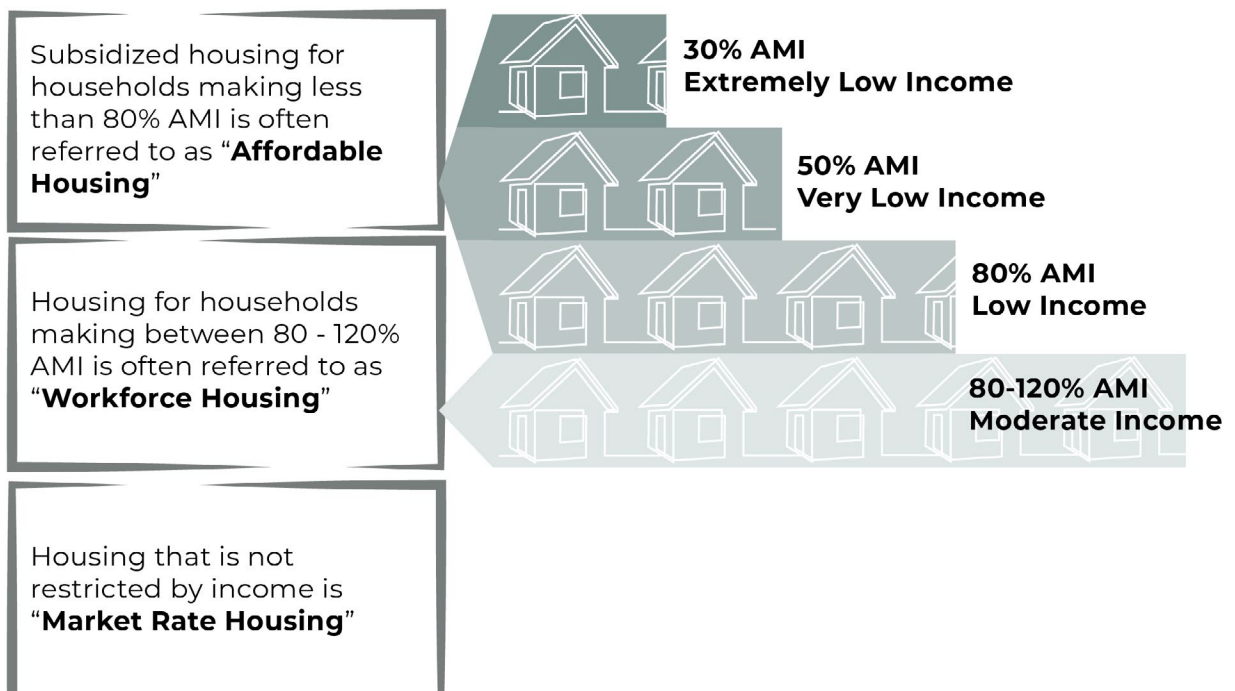 Subsidized housing for
households making less
than 80% AMI is often
referred to as “Affordable
Housing”
30% AMI
Extremely Low Income
50% AMI
Very Low Income
80% AMI
Low Income
Housing for households
making between 80 - 120%
AMI is often referred to as
“Workforce Housing”
80-120% AMI
Moderate Income
Housing that is not
restricted by income is
“Market Rate Housing”